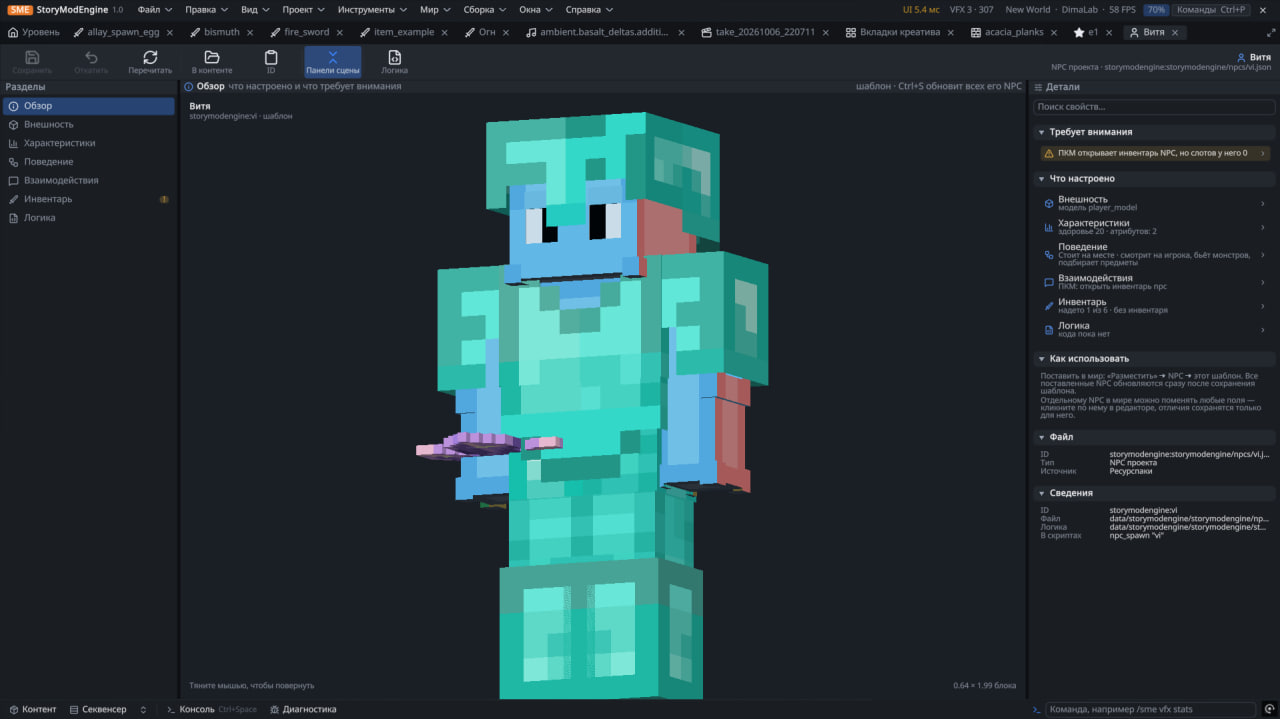 SME StoryModEngine 1.0 Файл Правка Вид Проект Инструменты Мир Сборка Окна Справка UI 5.4 мс VFX 3 · 307 New World · DimaLab · 58 FPS 70% Команды Ctrl+P
Уровень allay_spawn_egg bismuth fire_sword item_example Огн ambient.basalt_deltas.additi... take_20261006_220711 Вкладки креатива acacia_planks e1 Витя
Сохранить Откатить Перечитать В контенте ID Панели сцены Логика
Витя
NPC проекта · storymodengine:storymodengine/npcs/vi.json
Разделы
Обзор
Внешность
Характеристики
Поведение
Взаимодействия
Инвентарь 1
Логика
Обзор что настроено и что требует внимания шаблон · Ctrl+S обновит всех его NPC
Витя
storymodengine:vi · шаблон
Тяните мышью, чтобы повернуть
0.64 × 1.99 блока
Детали
Поиск свойств...
Требует внимания
ПКМ открывает инвентарь NPC, но слотов у него 0
Что настроено
Внешность
модель player_model
Характеристики
здоровье 20 · атрибутов: 2
Поведение
Стоит на месте · смотрит на игрока, бьёт монстров,
подбирает предметы
Взаимодействия
ПКМ: открыть инвентарь npc
Инвентарь
надето 1 из 6 · без инвентаря
Логика
кода пока нет
Как использовать
Поставить в мир: «Разместить» → NPC → этот шаблон. Все
поставленные NPC обновляются сразу после сохранения
шаблона.
Отдельному NPC в мире можно поменять любые поля —
кликните по нему в редакторе, отличия сохранятся только
для него.
Файл
ID storymodengine:storymodengine/npcs/vi.j...
Тип NPC проекта
Источник Ресурспаки
Сведения
ID storymodengine:vi
Файл data/storymodengine/storymodengine/np...
Логика data/storymodengine/storymodengine/st...
В скриптах npc_spawn "vi"
Контент Секвенсер Консоль Ctrl+Space Диагностика Команда, например /sme vfx stats